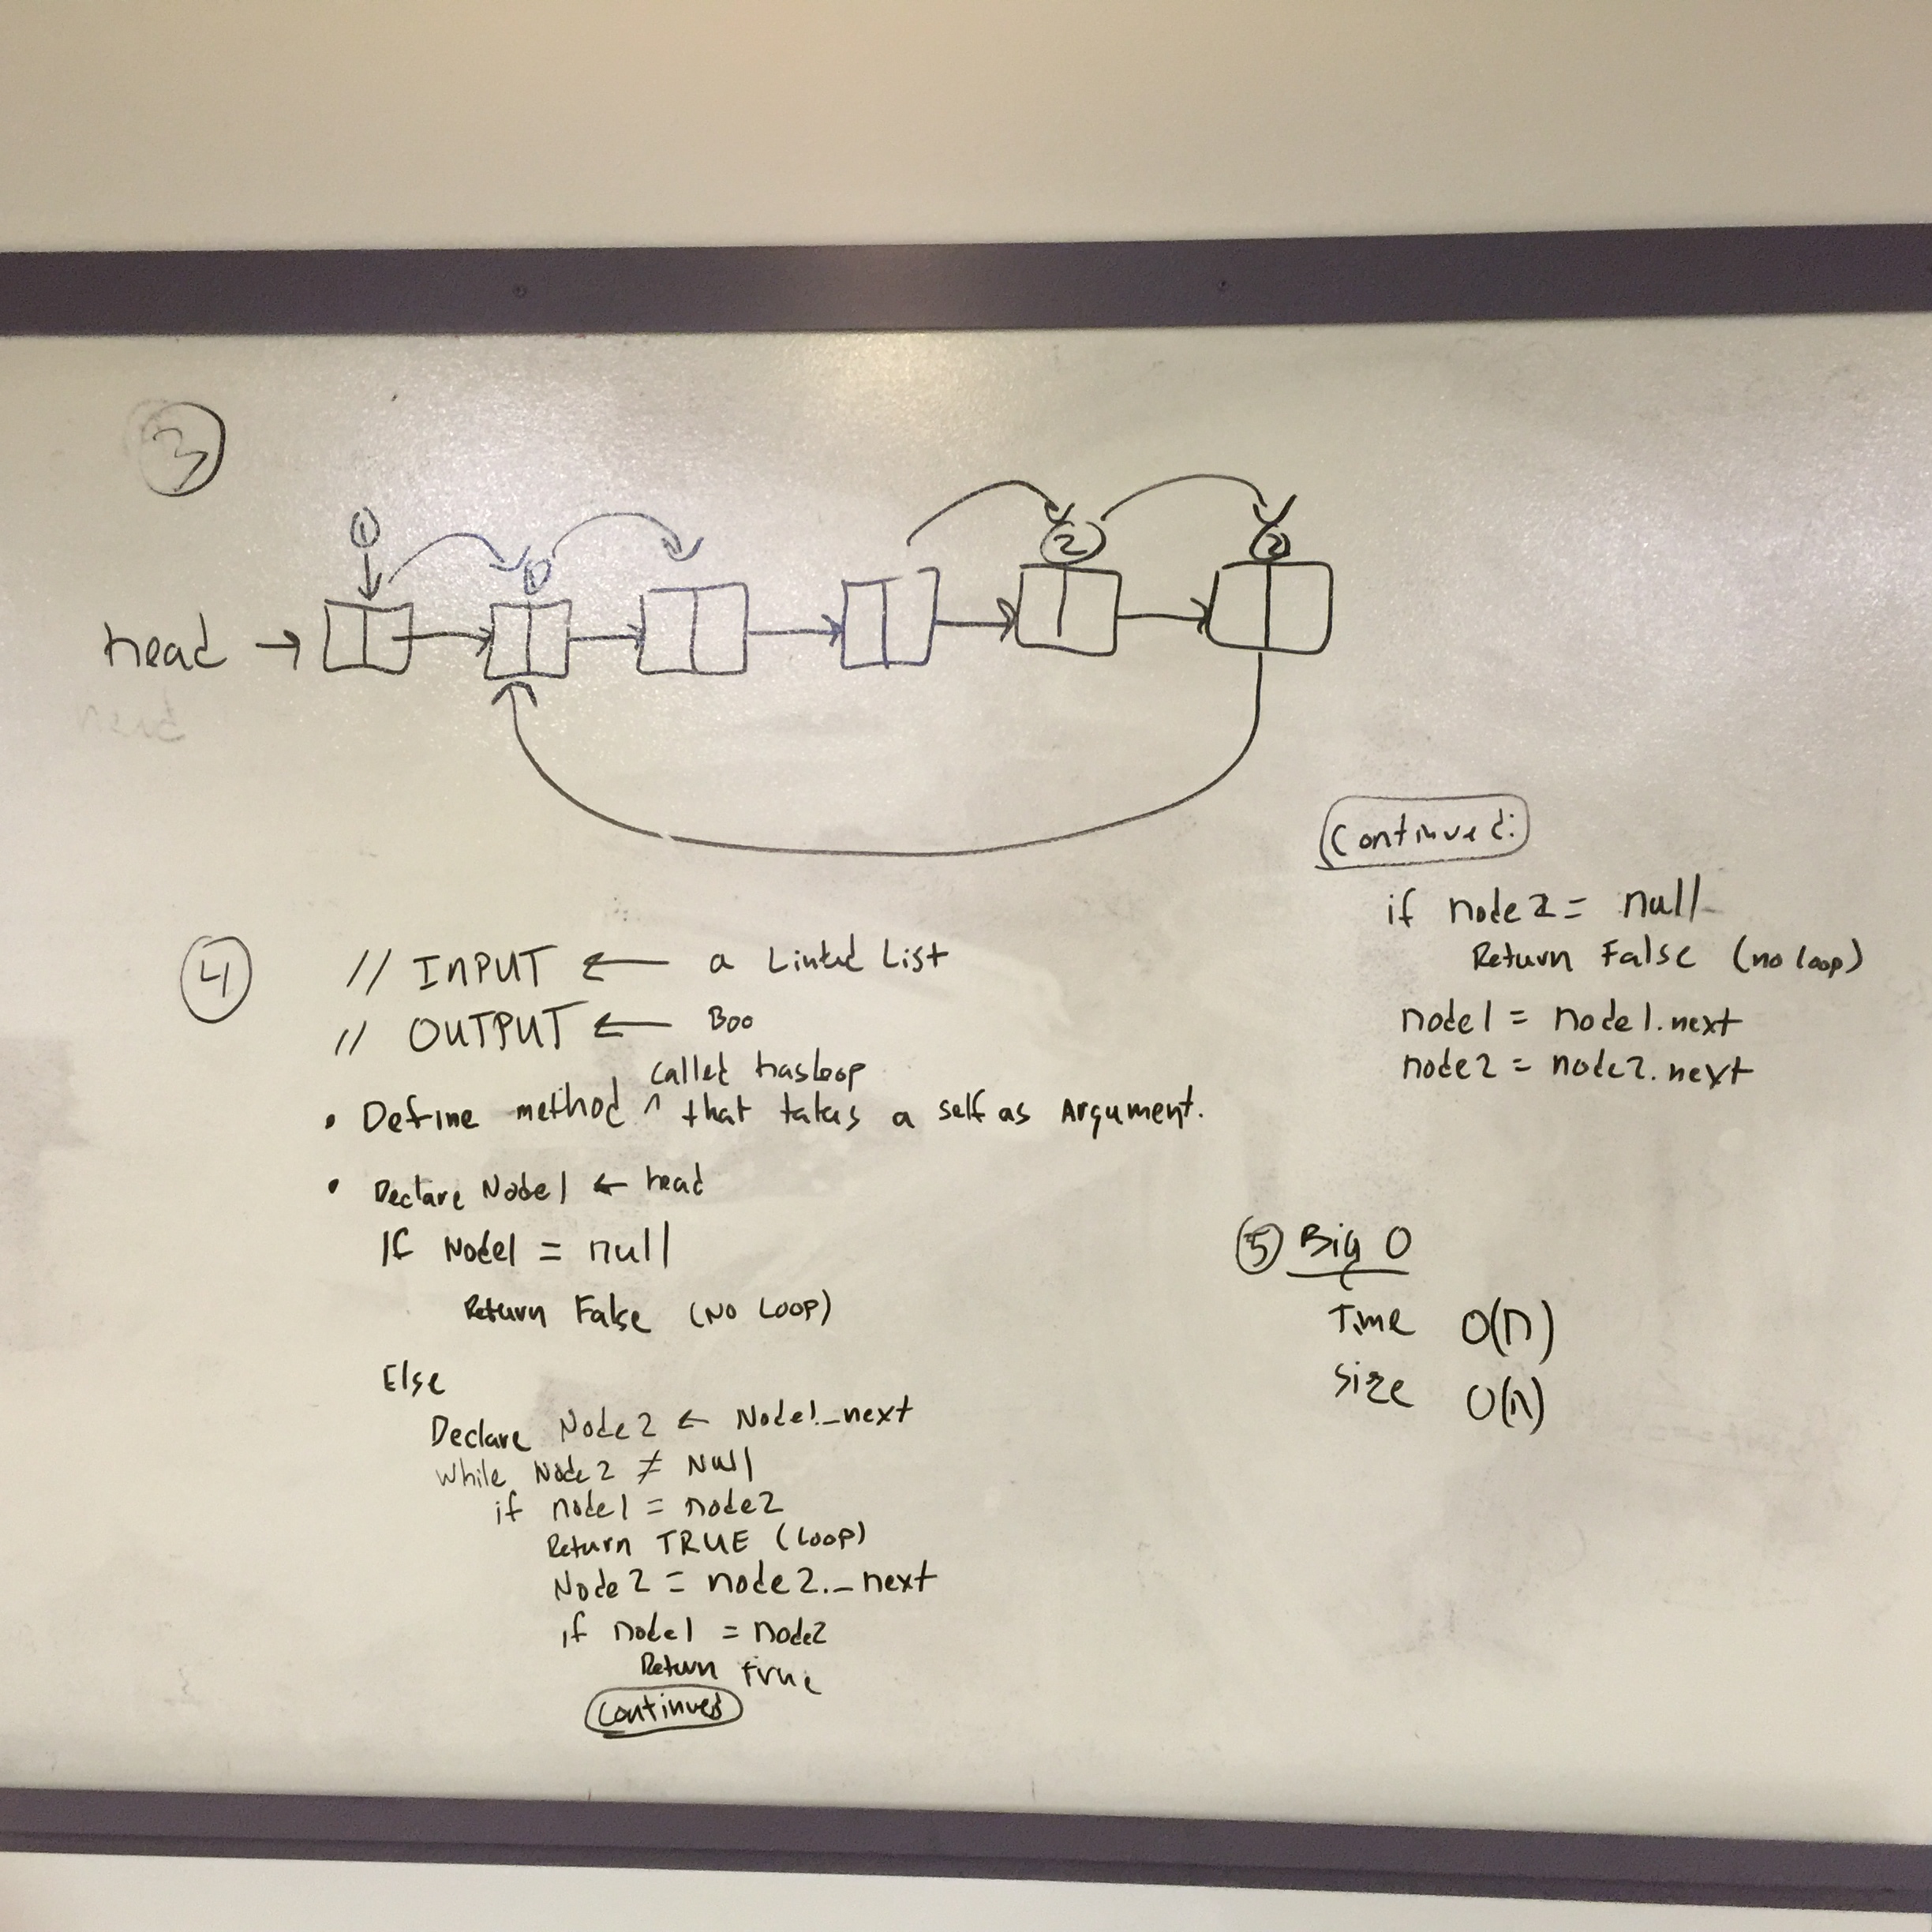 3
1
1
2
2
head →
4
// INPUT ← a Linked List
// OUTPUT ← Boo
called hasloop
• Define method ^ that takes a self as Argument.
• Declare Node1 ← head
If Node1 = null
Return False (No Loop)
Else
Declare Node2 ← Node1._next
while Node2 ≠ Null
if node1 = node2
Return TRUE (Loop)
Node2 = node2._next
if node1 = node2
Return true
Continued
Continued:
if node2 = null
Return False (no loop)
node1 = node1.next
node2 = node2.next
5 Big O
Time O(n)
Size O(n)